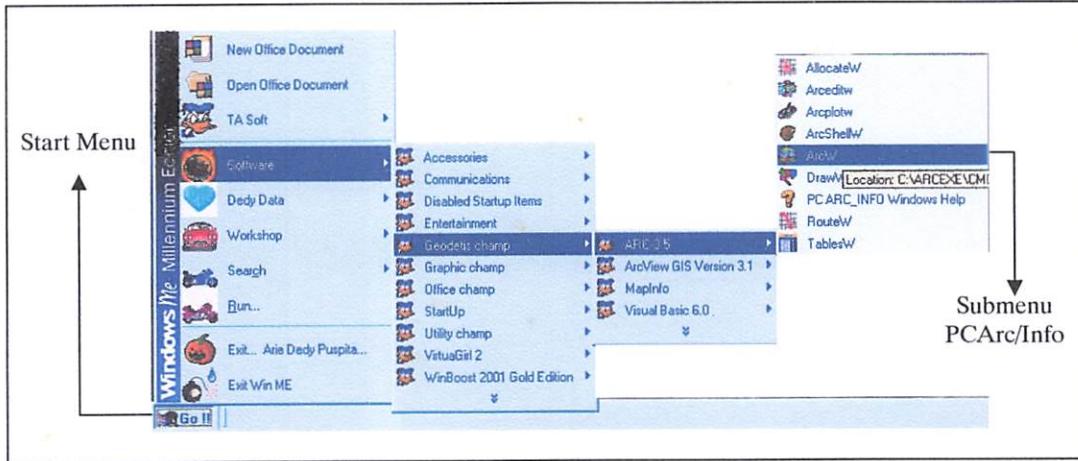 Start Menu
Windows Me Millennium Edition
New Office Document
Open Office Document
TA Soft
Software
Dedy Data
Workshop
Search
Run...
Exit... Aria Dedy Puspita...
Exit Win ME
Go !!
Accessories
Communications
Disabled Startup Items
Entertainment
Geodetis champ
Graphic champ
Office champ
StartUp
Utility champ
VirtuaGirl 2
WinBoost 2001 Gold Edition
ARC 3.5
ArcView GIS Version 3.1
MapInfo
Visual Basic 6.0
AllocateW
Arceditw
Arcplotw
ArcShellW
ArcW
DrawW
Location: C:\ARCEXE\CMD
PC ARC_INFO Windows Help
RouteW
TablesW
Submenu
PCArc/Info